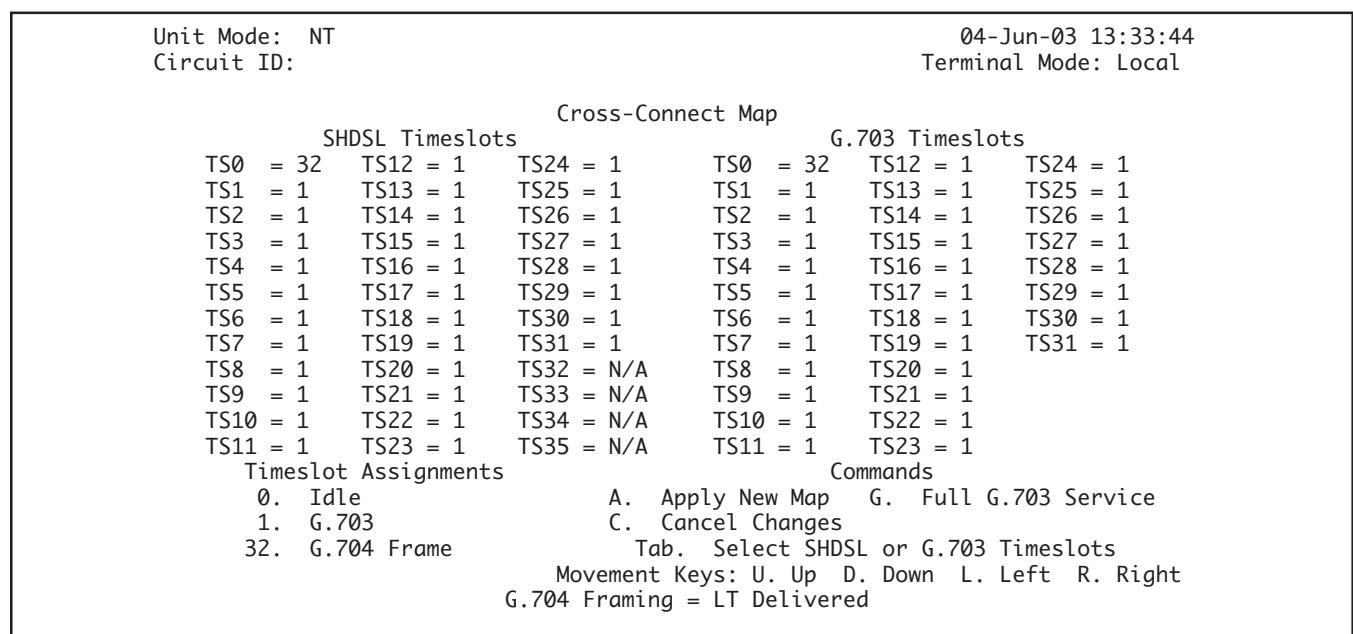 Unit Mode:  NT                                                04-Jun-03 13:33:44
Circuit ID:                                                Terminal Mode: Local
Cross-Connect Map
SHDSL Timeslots                        G.703 Timeslots
TS0  = 32   TS12 = 1    TS24 = 1       TS0  = 32   TS12 = 1    TS24 = 1
TS1  = 1    TS13 = 1    TS25 = 1       TS1  = 1    TS13 = 1    TS25 = 1
TS2  = 1    TS14 = 1    TS26 = 1       TS2  = 1    TS14 = 1    TS26 = 1
TS3  = 1    TS15 = 1    TS27 = 1       TS3  = 1    TS15 = 1    TS27 = 1
TS4  = 1    TS16 = 1    TS28 = 1       TS4  = 1    TS16 = 1    TS28 = 1
TS5  = 1    TS17 = 1    TS29 = 1       TS5  = 1    TS17 = 1    TS29 = 1
TS6  = 1    TS18 = 1    TS30 = 1       TS6  = 1    TS18 = 1    TS30 = 1
TS7  = 1    TS19 = 1    TS31 = 1       TS7  = 1    TS19 = 1    TS31 = 1
TS8  = 1    TS20 = 1    TS32 = N/A     TS8  = 1    TS20 = 1
TS9  = 1    TS21 = 1    TS33 = N/A     TS9  = 1    TS21 = 1
TS10 = 1    TS22 = 1    TS34 = N/A     TS10 = 1    TS22 = 1
TS11 = 1    TS23 = 1    TS35 = N/A     TS11 = 1    TS23 = 1
Timeslot Assignments                         Commands
0.  Idle                   A.  Apply New Map   G.  Full G.703 Service
1.  G.703                  C.  Cancel Changes
32.  G.704 Frame              Tab.  Select SHDSL or G.703 Timeslots
Movement Keys: U. Up  D. Down  L. Left  R. Right
G.704 Framing = LT Delivered